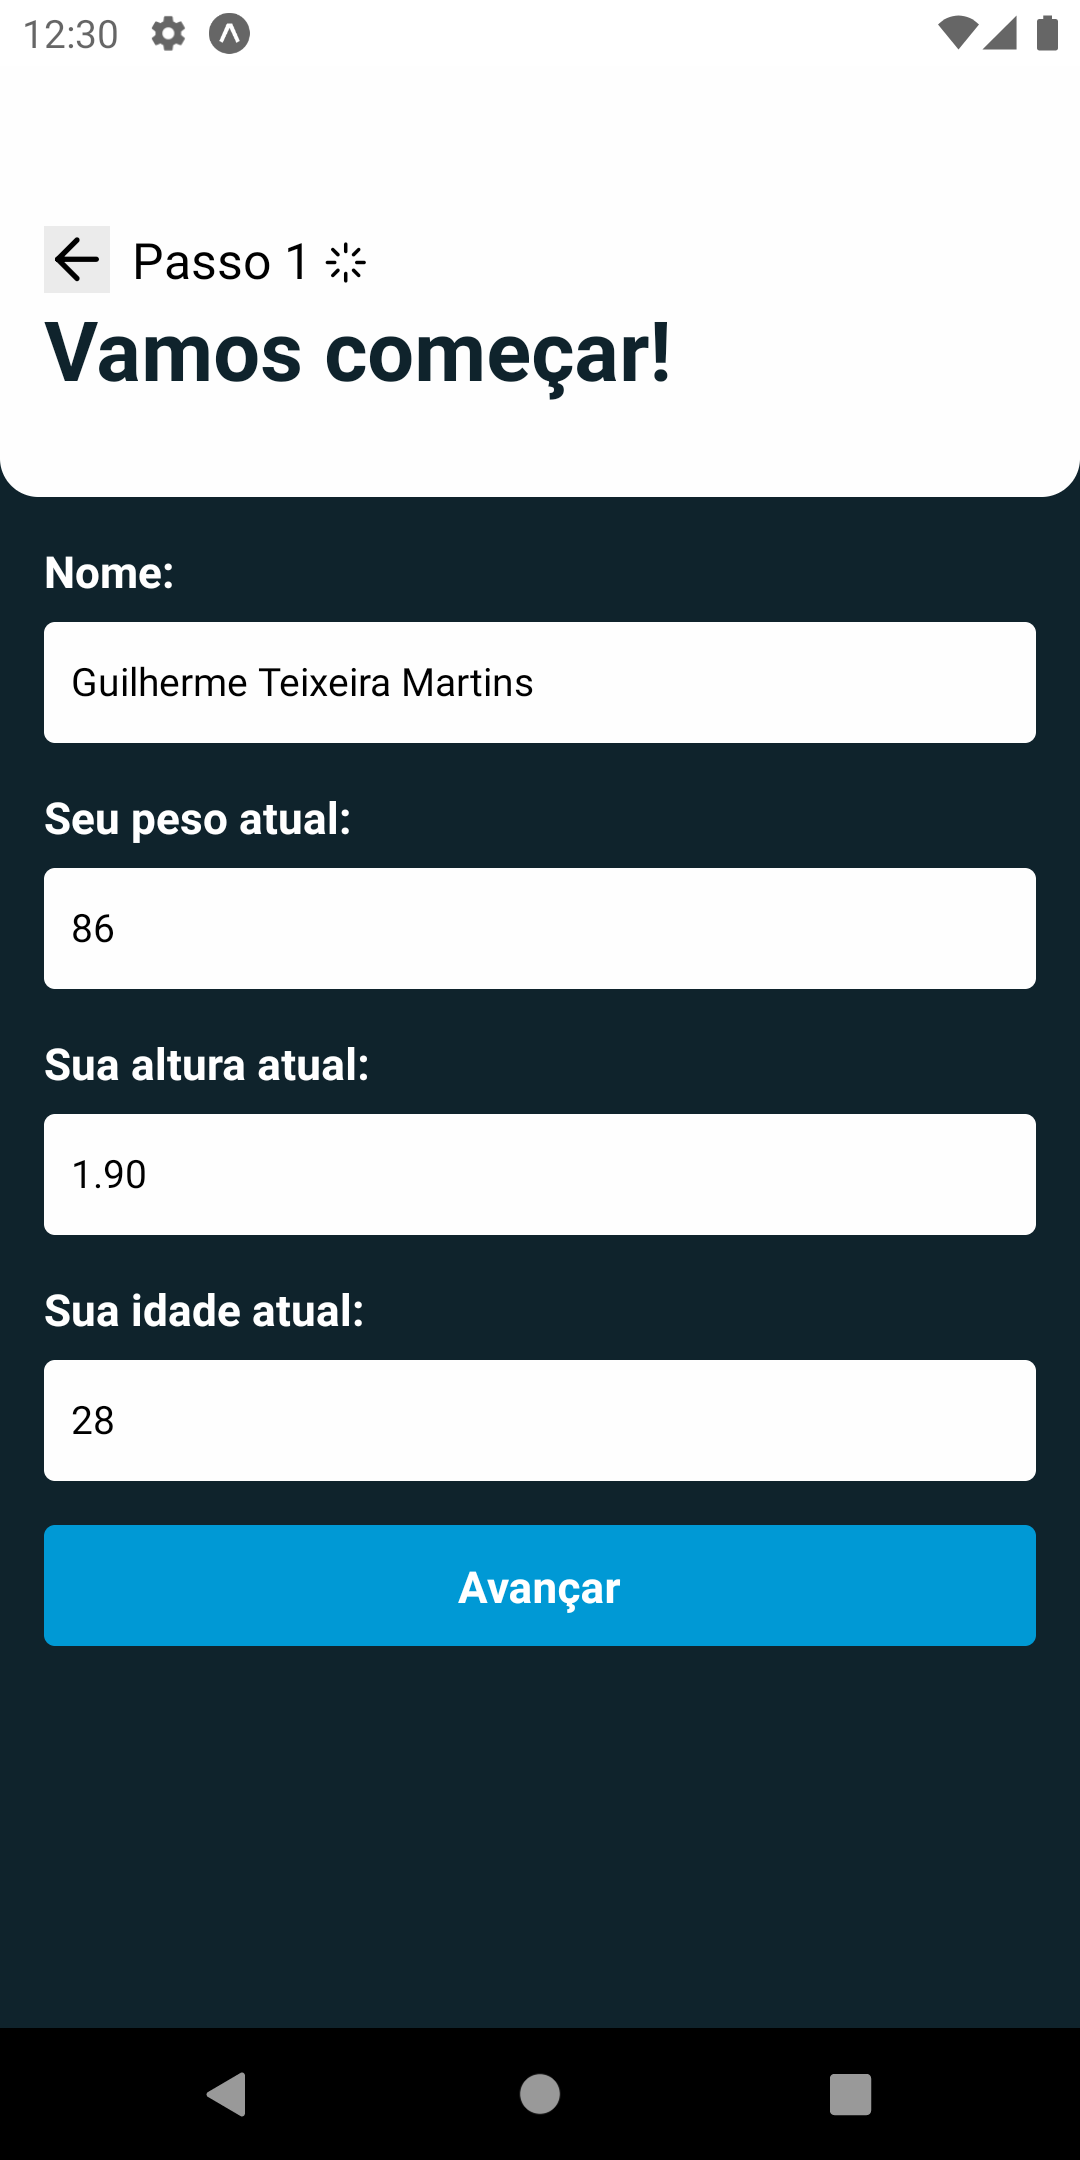 12:30
Passo 1
Vamos começar!
Nome:
Guilherme Teixeira Martins
Seu peso atual:
86
Sua altura atual:
1.90
Sua idade atual:
28
Avançar